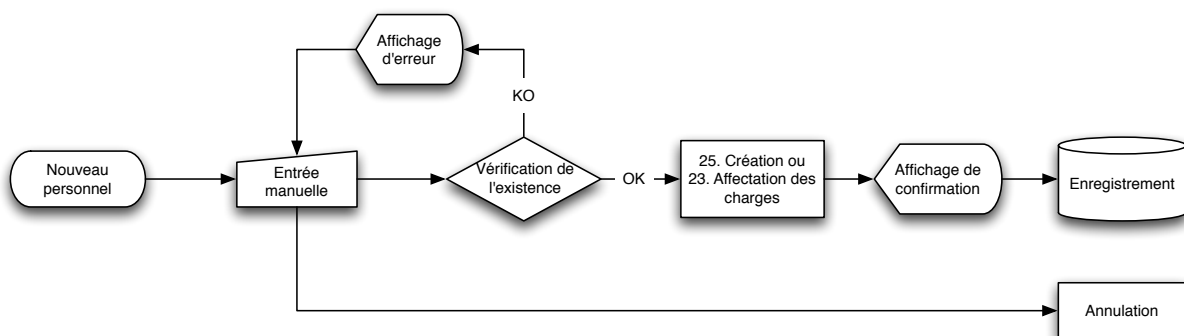 Affichage
d'erreur
KO
Nouveau
personnel
Entrée
manuelle
Vérification de
l'existence
OK
25. Création ou
23. Affectation des
charges
Affichage de
confirmation
Enregistrement
Annulation